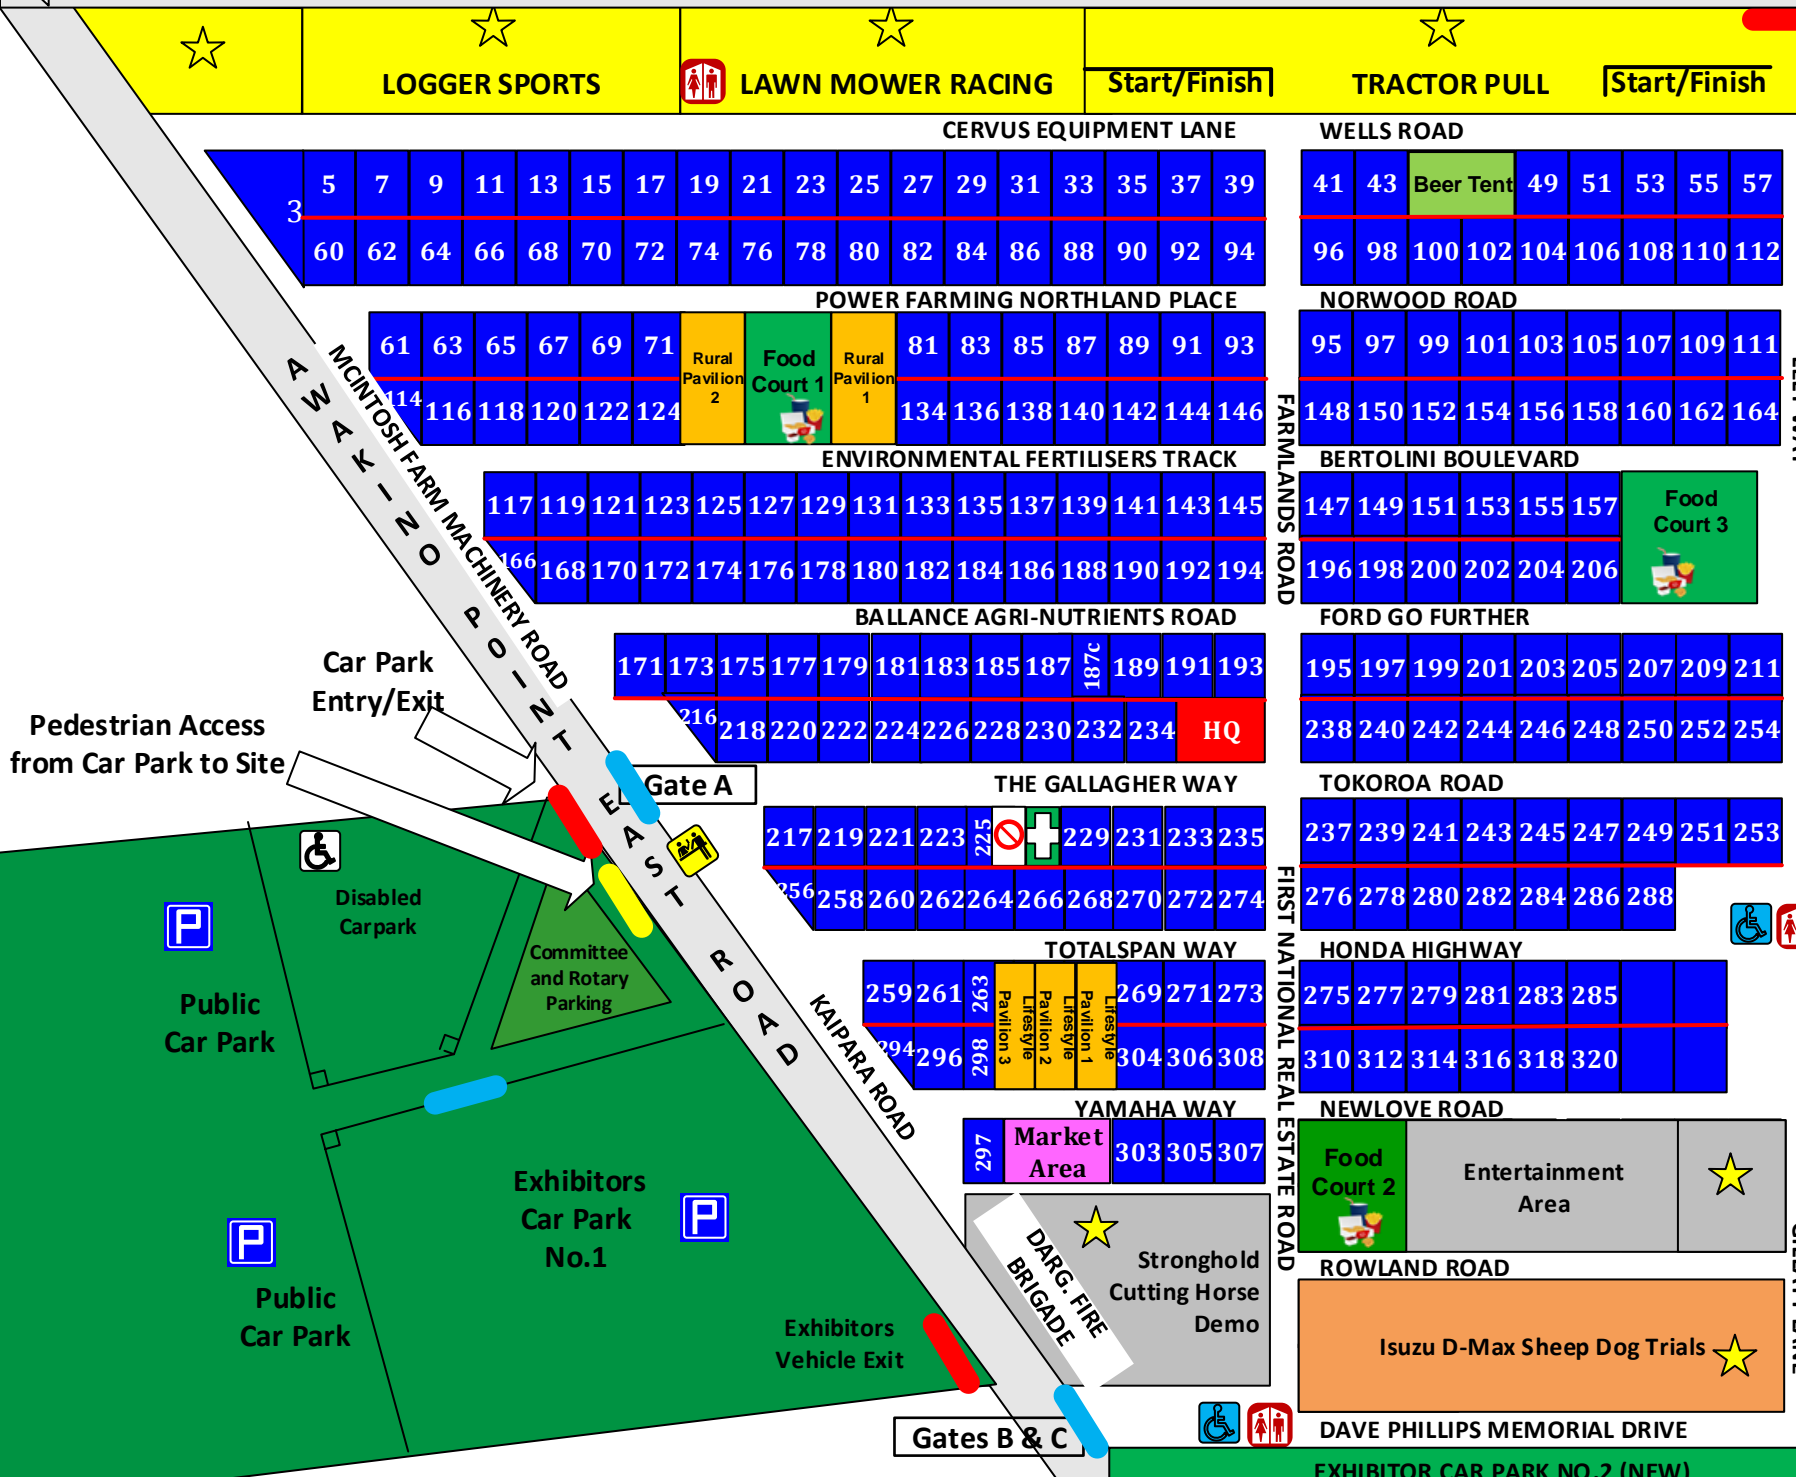 LOGGER SPORTS
LAWN MOWER RACING
Start/Finish
TRACTOR PULL
Start/Finish
CERVUS EQUIPMENT LANE
WELLS ROAD
3
5 7 9 11 13 15 17 19 21 23 25 27 29 31 33 35 37 39
41 43 Beer Tent 49 51 53 55 57
60 62 64 66 68 70 72 74 76 78 80 82 84 86 88 90 92 94
96 98 100 102 104 106 108 110 112
POWER FARMING NORTHLAND PLACE
NORWOOD ROAD
61 63 65 67 69 71
Rural
Pavilion
2
Food
Court 1
Rural
Pavilion
1
81 83 85 87 89 91 93
95 97 99 101 103 105 107 109 111
114 116 118 120 122 124
134 136 138 140 142 144 146
148 150 152 154 156 158 160 162 164
ENVIRONMENTAL FERTILISERS TRACK
BERTOLINI BOULEVARD
117 119 121 123 125 127 129 131 133 135 137 139 141 143 145
147 149 151 153 155 157
Food
Court 3
166 168 170 172 174 176 178 180 182 184 186 188 190 192 194
196 198 200 202 204 206
BALLANCE AGRI-NUTRIENTS ROAD
FORD GO FURTHER
171 173 175 177 179 181 183 185 187 187c 189 191 193
195 197 199 201 203 205 207 209 211
216 218 220 222 224 226 228 230 232 234 HQ
238 240 242 244 246 248 250 252 254
THE GALLAGHER WAY
TOKOROA ROAD
217 219 221 223 225 229 231 233 235
237 239 241 243 245 247 249 251 253
256 258 260 262 264 266 268 270 272 274
276 278 280 282 284 286 288
TOTALSPAN WAY
HONDA HIGHWAY
259 261 263
Lifestyle
Pavilion 3
Lifestyle
Pavilion 2
Lifestyle
Pavilion 1
269 271 273
275 277 279 281 283 285
294 296 298
304 306 308
310 312 314 316 318 320
YAMAHA WAY
NEWLOVE ROAD
297
Market
Area
303 305 307
Food
Court 2
Entertainment
Area
Stronghold
Cutting Horse
Demo
DARG. FIRE
BRIGADE
ROWLAND ROAD
Isuzu D-Max Sheep Dog Trials
DAVE PHILLIPS MEMORIAL DRIVE
EXHIBITOR CAR PARK NO.2 (NEW)
FARMLANDS ROAD
FIRST NATIONAL REAL ESTATE ROAD
MCINTOSH FARM MACHINERY ROAD
AWAKINO POINT EAST ROAD
KAIPARA ROAD
Car Park
Entry/Exit
Pedestrian Access
from Car Park to Site
Gate A
Disabled
Carpark
Committee
and Rotary
Parking
P
Public
Car Park
Exhibitors
Car Park
No.1
P
P
Public
Car Park
Exhibitors
Vehicle Exit
Gates B & C